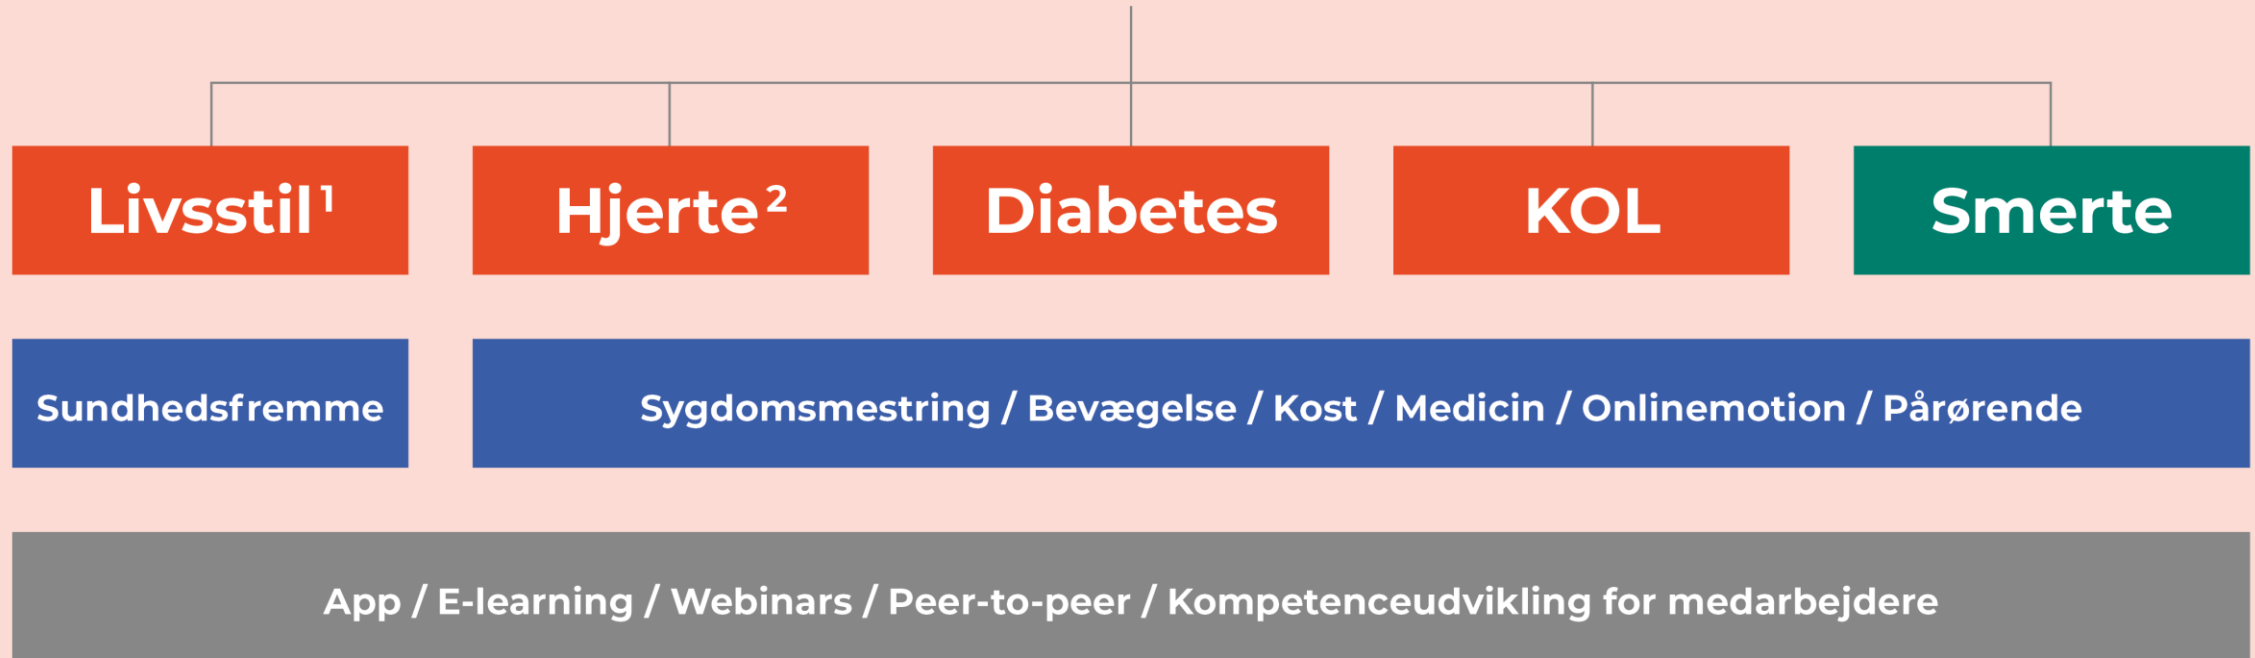 Livsstil¹
Hjerte²
Diabetes
KOL
Smerte
Sundhedsfremme
Sygdomsmestring / Bevægelse / Kost / Medicin / Onlinemotion / Pårørende
App / E-learning / Webinars / Peer-to-peer / Kompetenceudvikling for medarbejdere